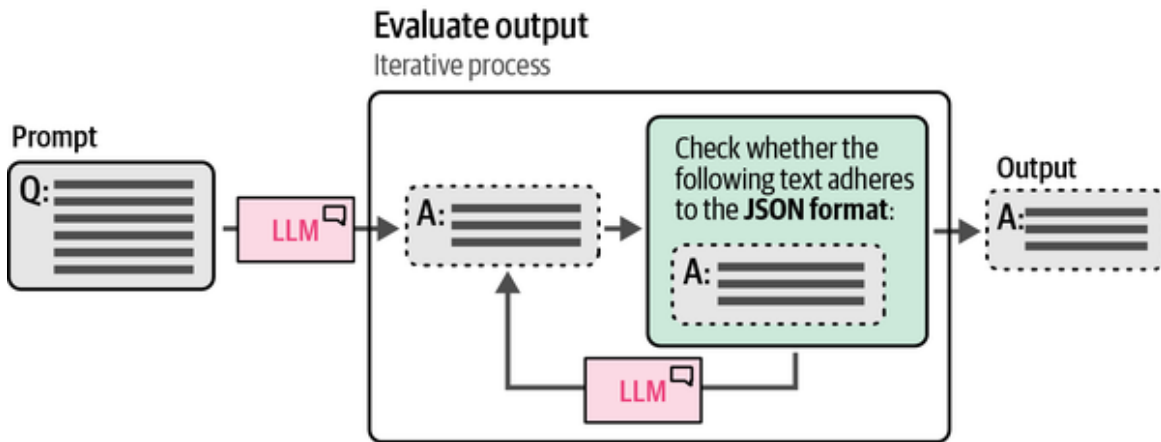 Evaluate output
Iterative process
Prompt
Q:
LLM
A:
Check whether the
following text adheres
to the JSON format:
A:
LLM
Output
A: